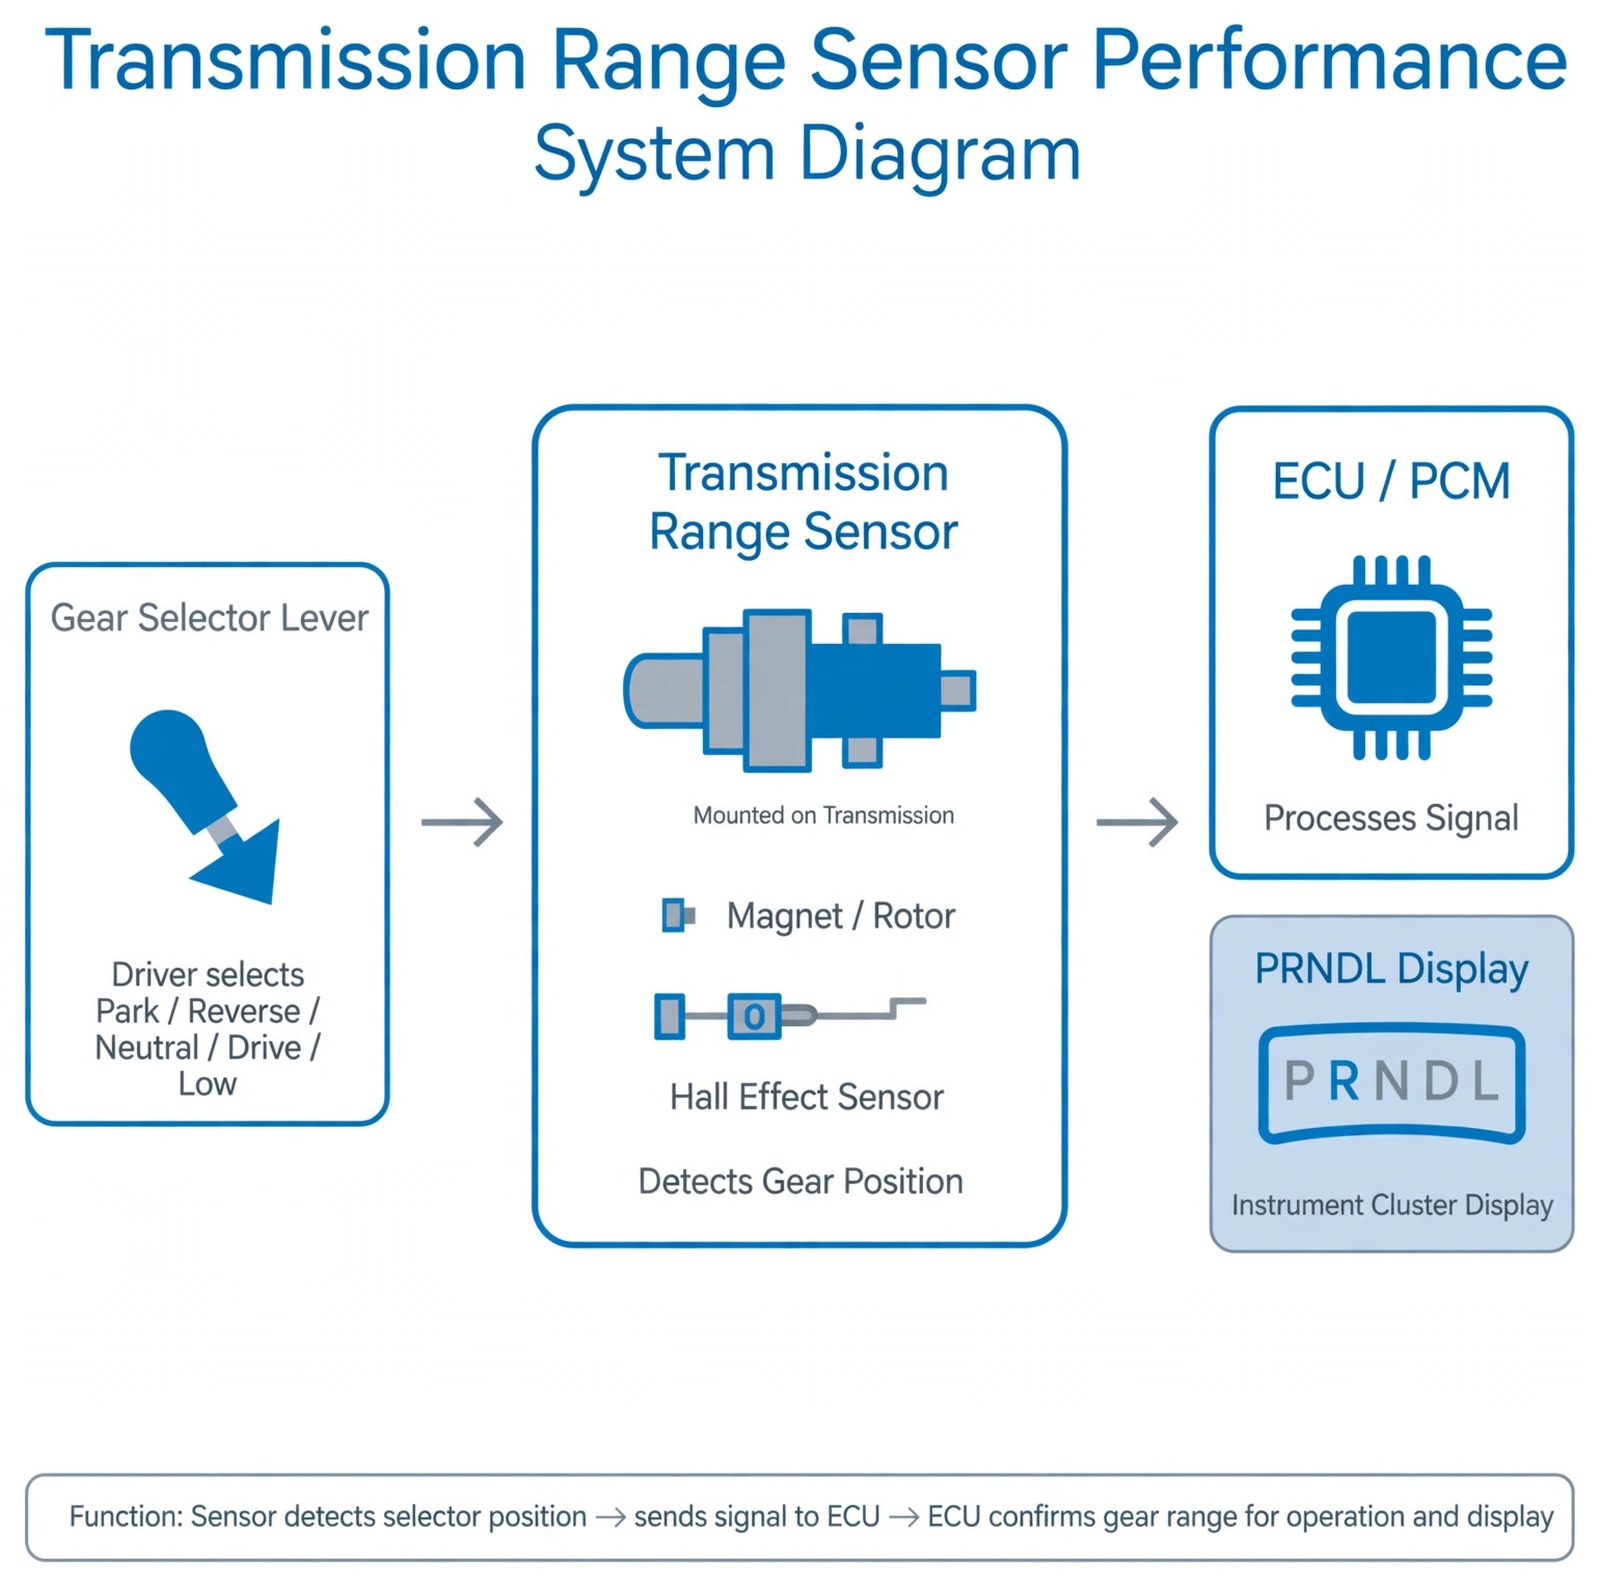 Transmission Range Sensor Performance
System Diagram
Gear Selector Lever
Driver selects
Park / Reverse /
Neutral / Drive /
Low
Transmission
Range Sensor
Mounted on Transmission
Magnet / Rotor
0
Hall Effect Sensor
Detects Gear Position
ECU / PCM
Processes Signal
PRNDL Display
P R N D L
Instrument Cluster Display
Function: Sensor detects selector position → sends signal to ECU → ECU confirms gear range for operation and display